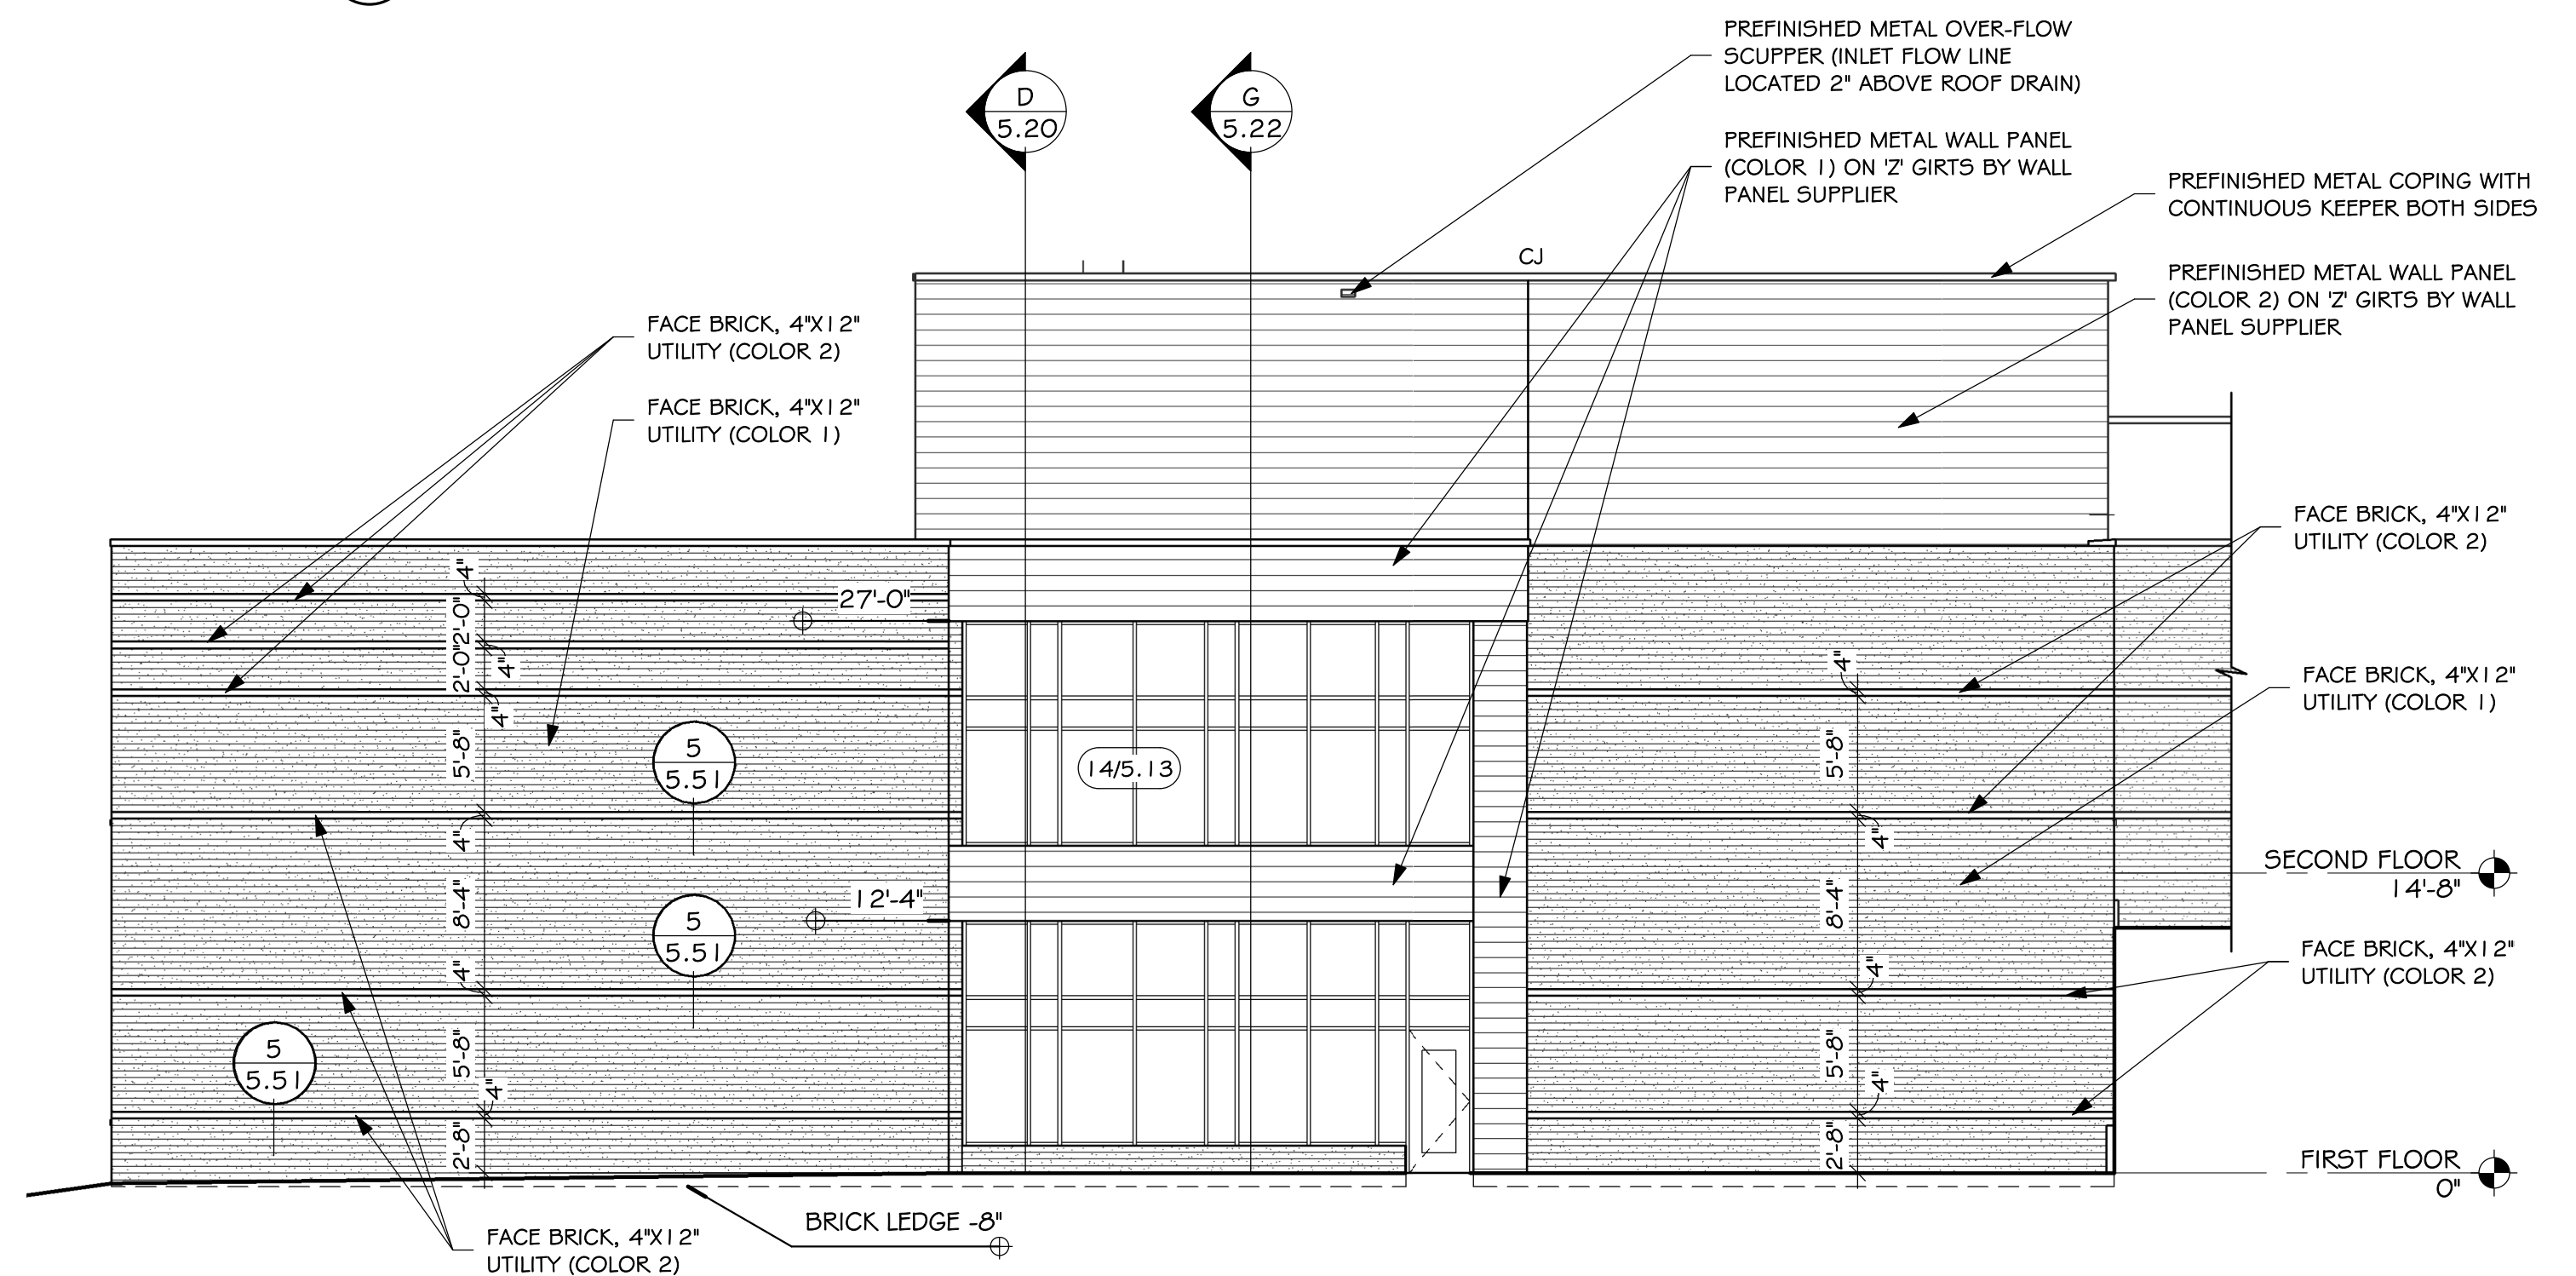 PREFINISHED METAL OVER-FLOW
SCUPPER (INLET FLOW LINE
LOCATED 2" ABOVE ROOF DRAIN)
D
5.20
G
5.22
PREFINISHED METAL WALL PANEL
(COLOR 1) ON 'Z' GIRTS BY WALL
PANEL SUPPLIER
PREFINISHED METAL COPING WITH
CONTINUOUS KEEPER BOTH SIDES
CJ
PREFINISHED METAL WALL PANEL
(COLOR 2) ON 'Z' GIRTS BY WALL
PANEL SUPPLIER
FACE BRICK, 4"X12"
UTILITY (COLOR 2)
FACE BRICK, 4"X12"
UTILITY (COLOR 1)
FACE BRICK, 4"X12"
UTILITY (COLOR 2)
FACE BRICK, 4"X12"
UTILITY (COLOR 1)
4"
2'-0"
2'-0"
4"
4"
5'-8"
4"
8'-4"
4"
5'-8"
4"
2'-8"
27'-0"
12'-4"
5
5.51
5
5.51
5
5.51
14/5.13
4"
5'-8"
4"
8'-4"
4"
5'-8"
4"
2'-8"
SECOND FLOOR
14'-8"
FACE BRICK, 4"X12"
UTILITY (COLOR 2)
FIRST FLOOR
0"
BRICK LEDGE -8"
FACE BRICK, 4"X12"
UTILITY (COLOR 2)